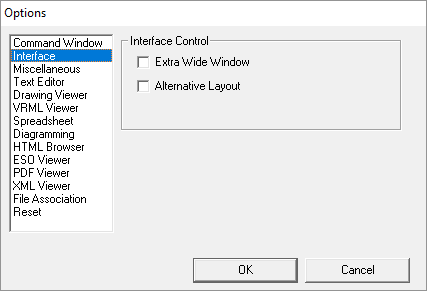 Options
Command Window
Interface
Miscellaneous
Text Editor
Drawing Viewer
VRML Viewer
Spreadsheet
Diagramming
HTML Browser
ESO Viewer
PDF Viewer
XML Viewer
File Association
Reset
Interface Control
Extra Wide Window
Alternative Layout
OK
Cancel